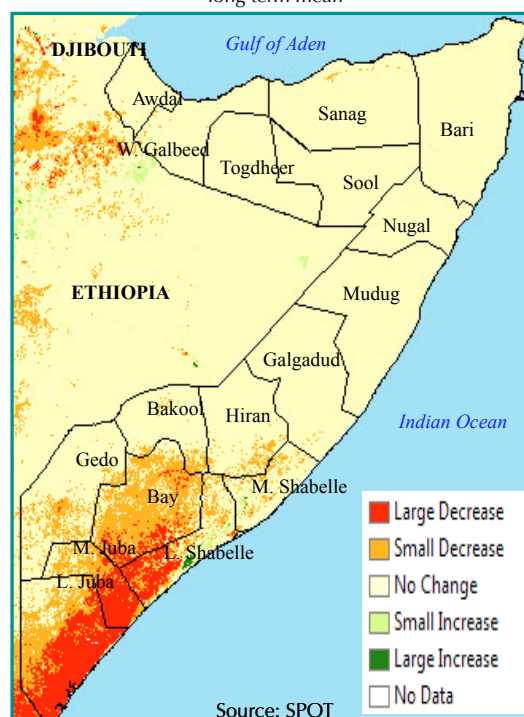 long term mean
DJIBOUTI
Gulf of Aden
Awdal
Sanag
Bari
W. Galbeed
Togdheer
Sool
Nugal
ETHIOPIA
Mudug
Galgadud
Bakool
Hiran
Indian Ocean
Gedo
Bay
M. Shabelle
M. Juba
L. Shabelle
L. Juba
Large Decrease
Small Decrease
No Change
Small Increase
Large Increase
No Data
Source: SPOT